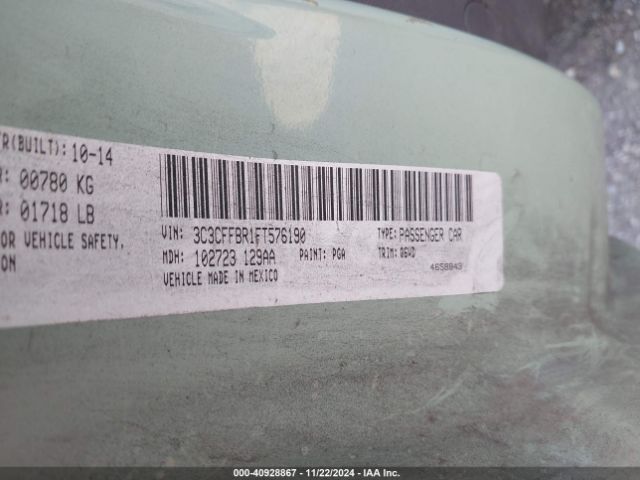 R(BUILT): 10-14
00780 KG
01718 LB
OR VEHICLE SAFETY,
ON
VIN: 3C3CFFBR1FT576190 TYPE: PASSENGER CAR
MDH: 102723 129AA PAINT: PGA TRIM:
VEHICLE MADE IN MEXICO 4658943
000-40928867 - 11/22/2024 - IAA Inc.